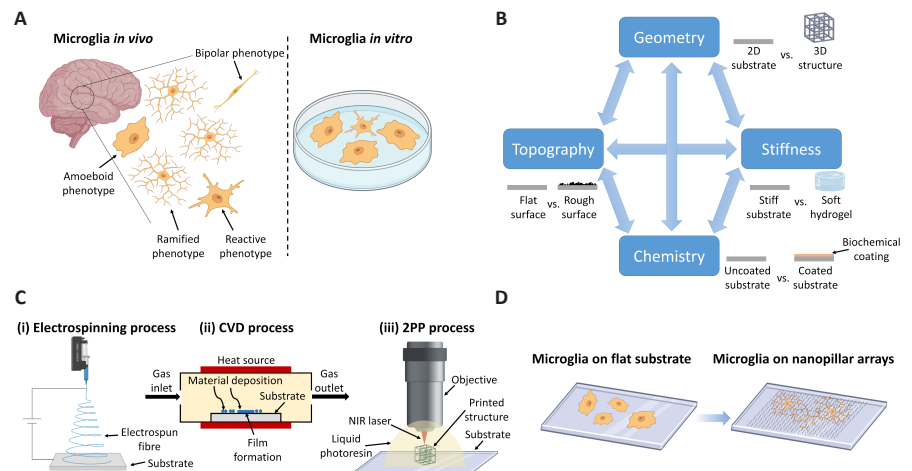 A
Microglia in vivo
Bipolar phenotype
Amoeboid
phenotype
Ramified
phenotype
Reactive
phenotype
Microglia in vitro
B
Geometry
2D
substrate
vs.
3D
structure
Topography
Flat
surface
vs.
Rough
surface
Stiffness
Stiff
substrate
vs.
Soft
hydrogel
Chemistry
Uncoated
substrate
vs.
Coated
substrate
Biochemical
coating
C
(i) Electrospinning process
Electrospun
fibre
Substrate
(ii) CVD process
Heat source
Gas
inlet
Material deposition
Substrate
Film
formation
Gas
outlet
(iii) 2PP process
Objective
NIR laser
Liquid
photoresin
Printed
structure
Substrate
D
Microglia on flat substrate
Microglia on nanopillar arrays